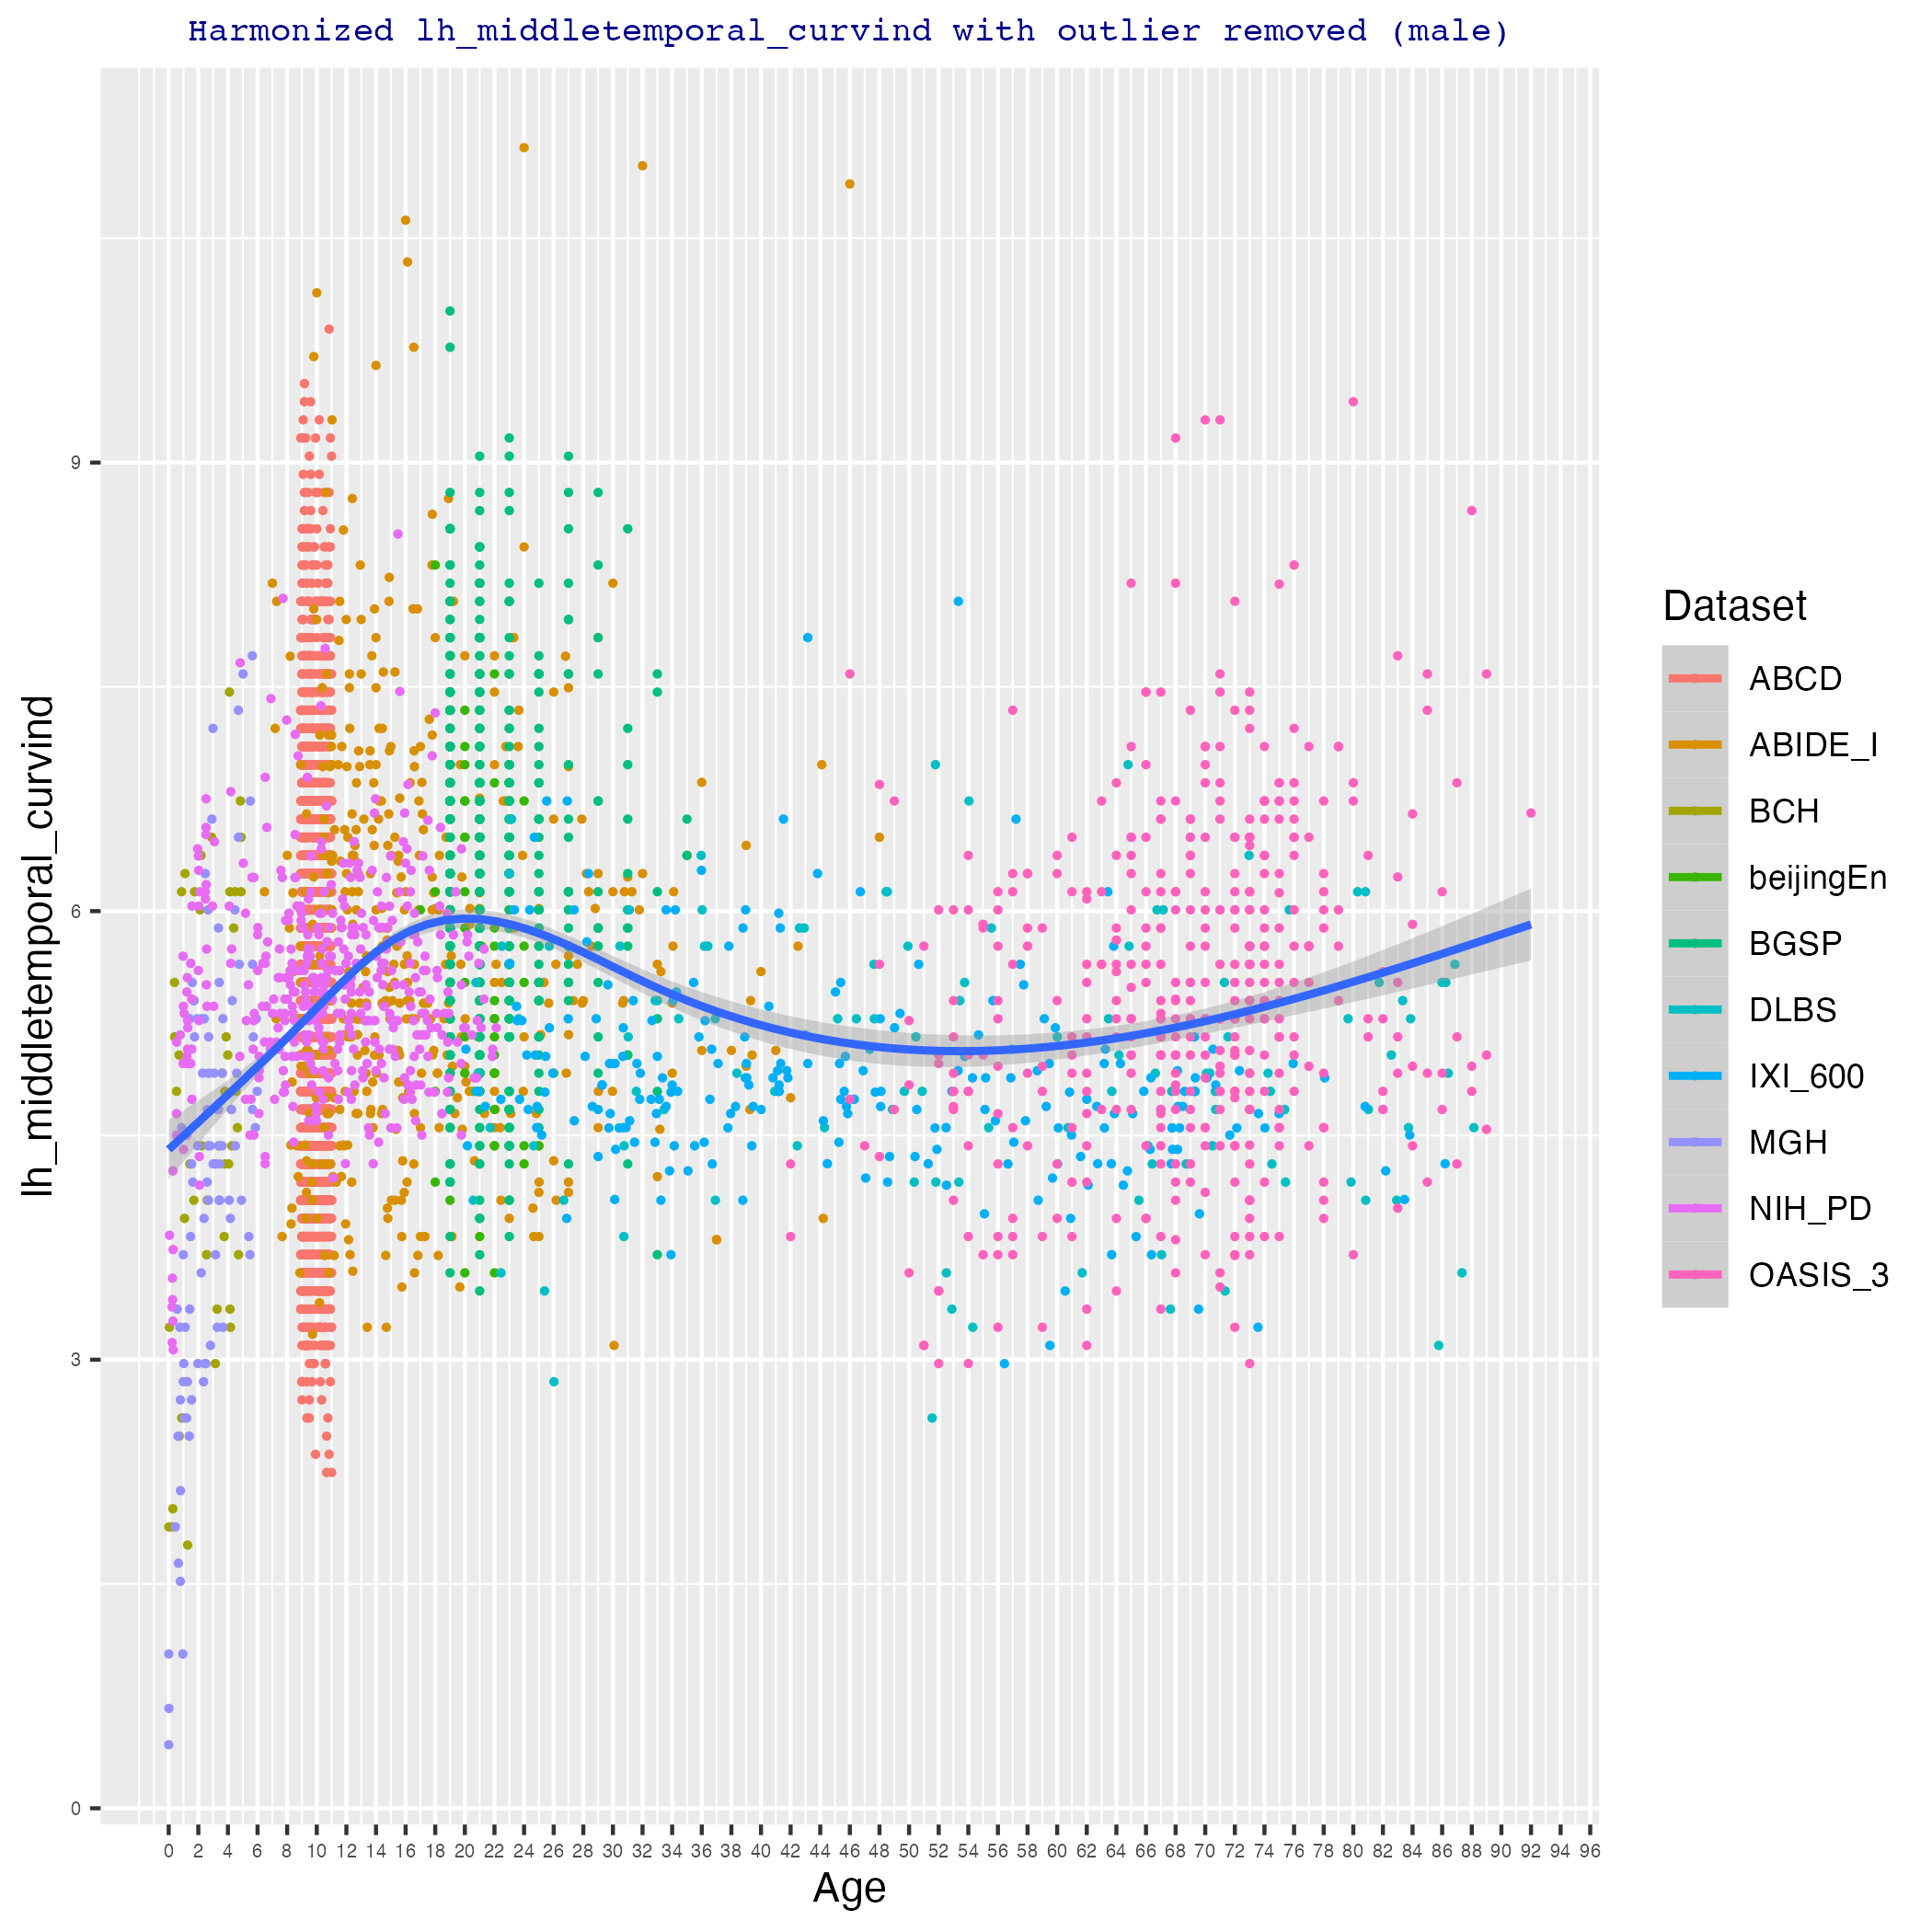 Harmonized lh_middletemporal_curvind with outlier removed (male)
lh_middletemporal_curvind
9
6
3
0
0 2 4 6 8 10 12 14 16 18 20 22 24 26 28 30 32 34 36 38 40 42 44 46 48 50 52 54 56 58 60 62 64 66 68 70 72 74 76 78 80 82 84 86 88 90 92 94 96
Age
Dataset
ABCD
ABIDE_I
BCH
beijingEn
BGSP
DLBS
IXI_600
MGH
NIH_PD
OASIS_3